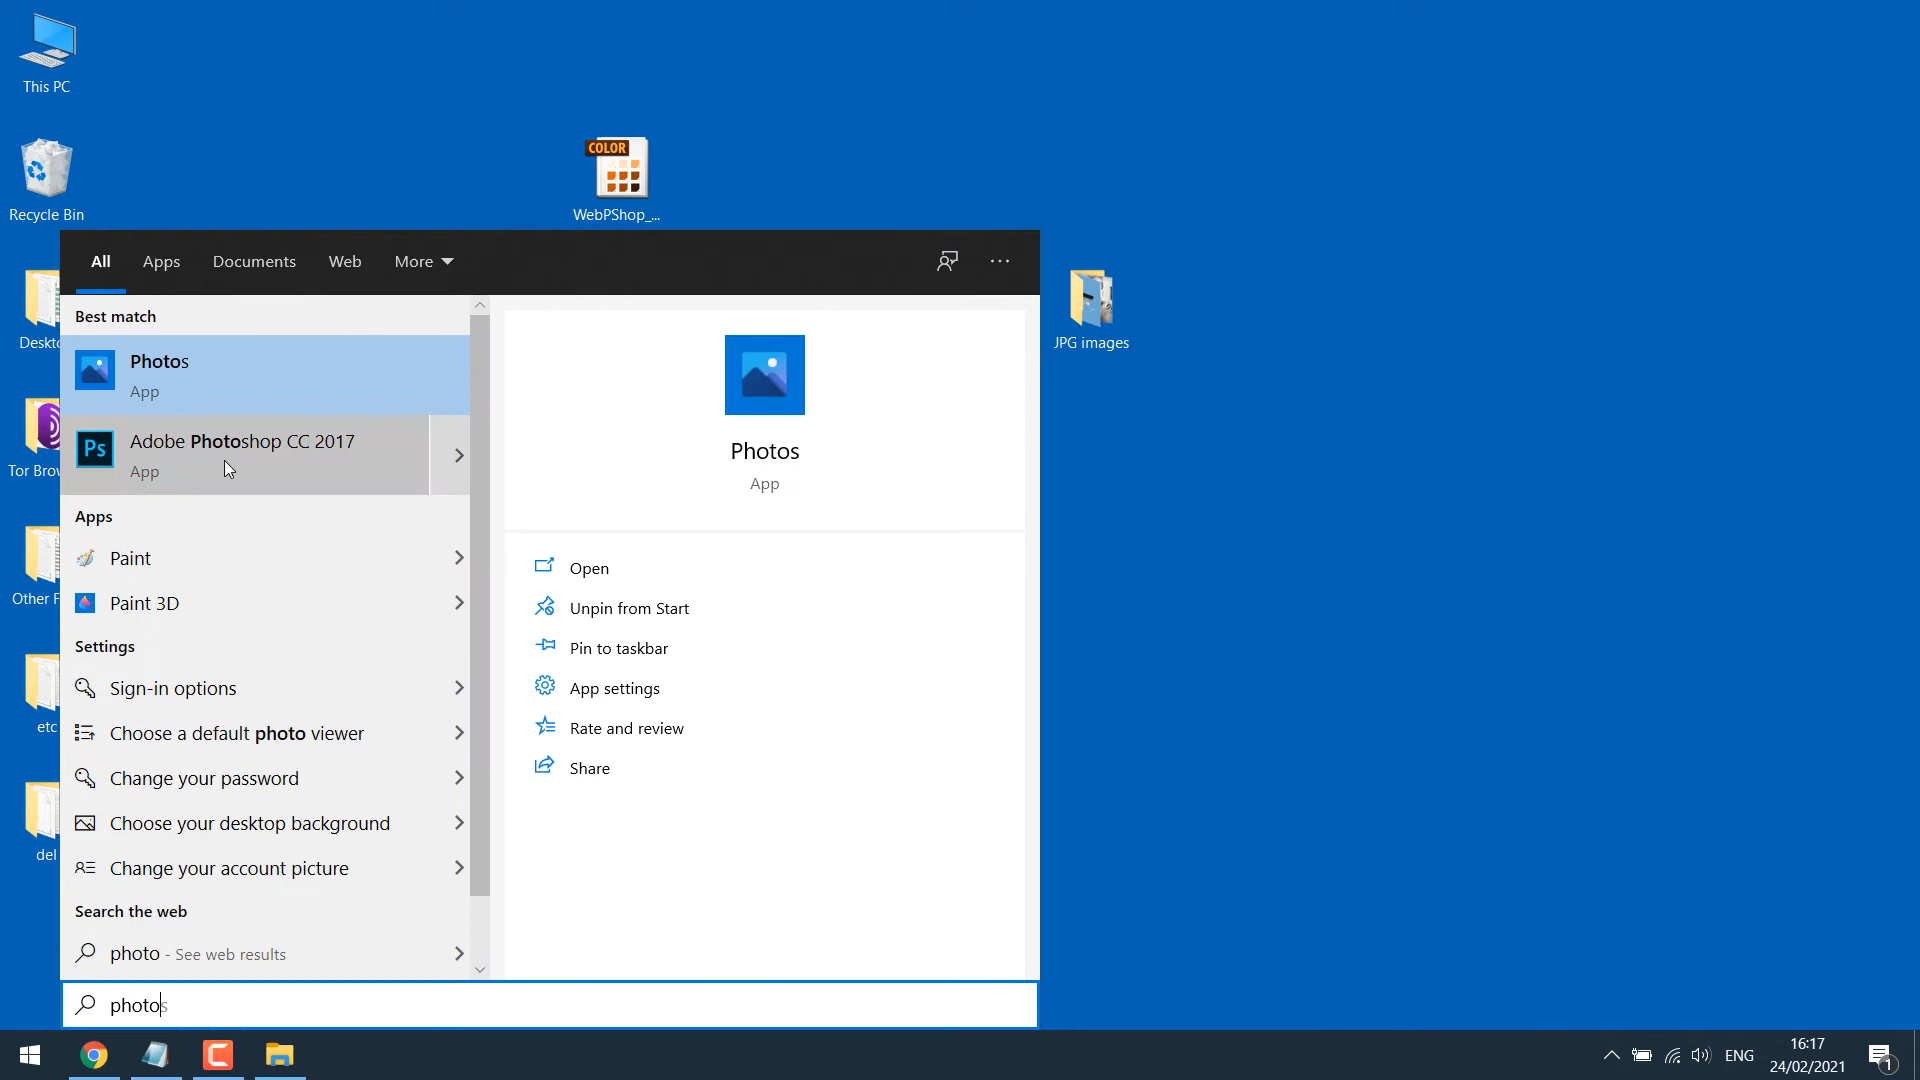 This PC
Recycle Bin
COLOR
WebPShop_...
All
Apps
Documents
Web
More
Best match
Photos
App
Ps
Adobe Photoshop CC 2017
App
Apps
Paint
Paint 3D
Settings
Sign-in options
Choose a default photo viewer
Change your password
Choose your desktop background
Change your account picture
Search the web
photo - See web results
photos
Photos
App
Open
Unpin from Start
Pin to taskbar
App settings
Rate and review
Share
Deskto
Tor Brow
Other F
etc
del
JPG images
ENG
16:17
24/02/2021
1